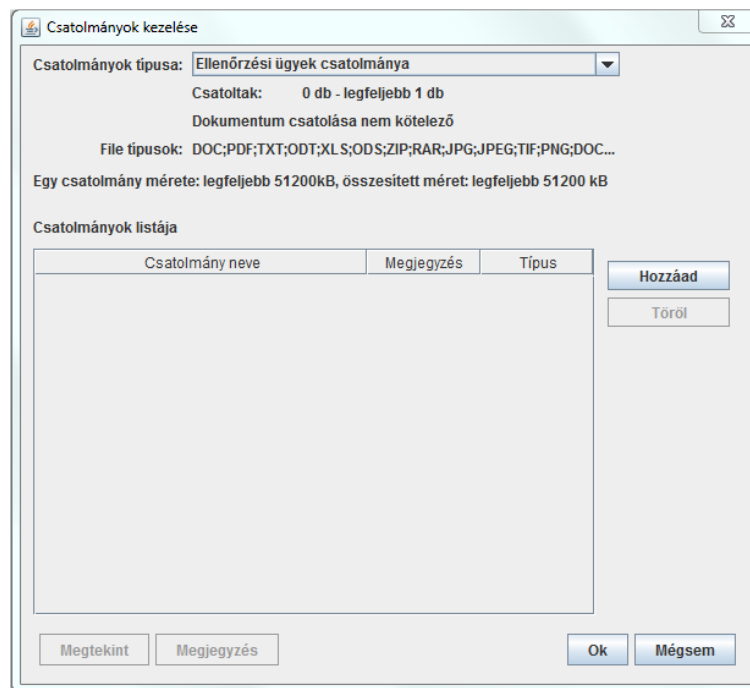 Csatolmányok kezelése
Csatolmányok típusa: Ellenőrzési ügyek csatolmánya
Csatoltak: 0 db - legfeljebb 1 db
Dokumentum csatolása nem kötelező
File típusok: DOC;PDF;TXT;ODT;XLS;ODS;ZIP;RAR;JPG;JPEG;TIF;PNG;DOC...
Egy csatolmány mérete: legfeljebb 51200kB, összesített méret: legfeljebb 51200 kB
Csatolmányok listája
Csatolmány neve Megjegyzés Típus
Hozzáad
Töröl
Megtekint Megjegyzés Ok Mégsem